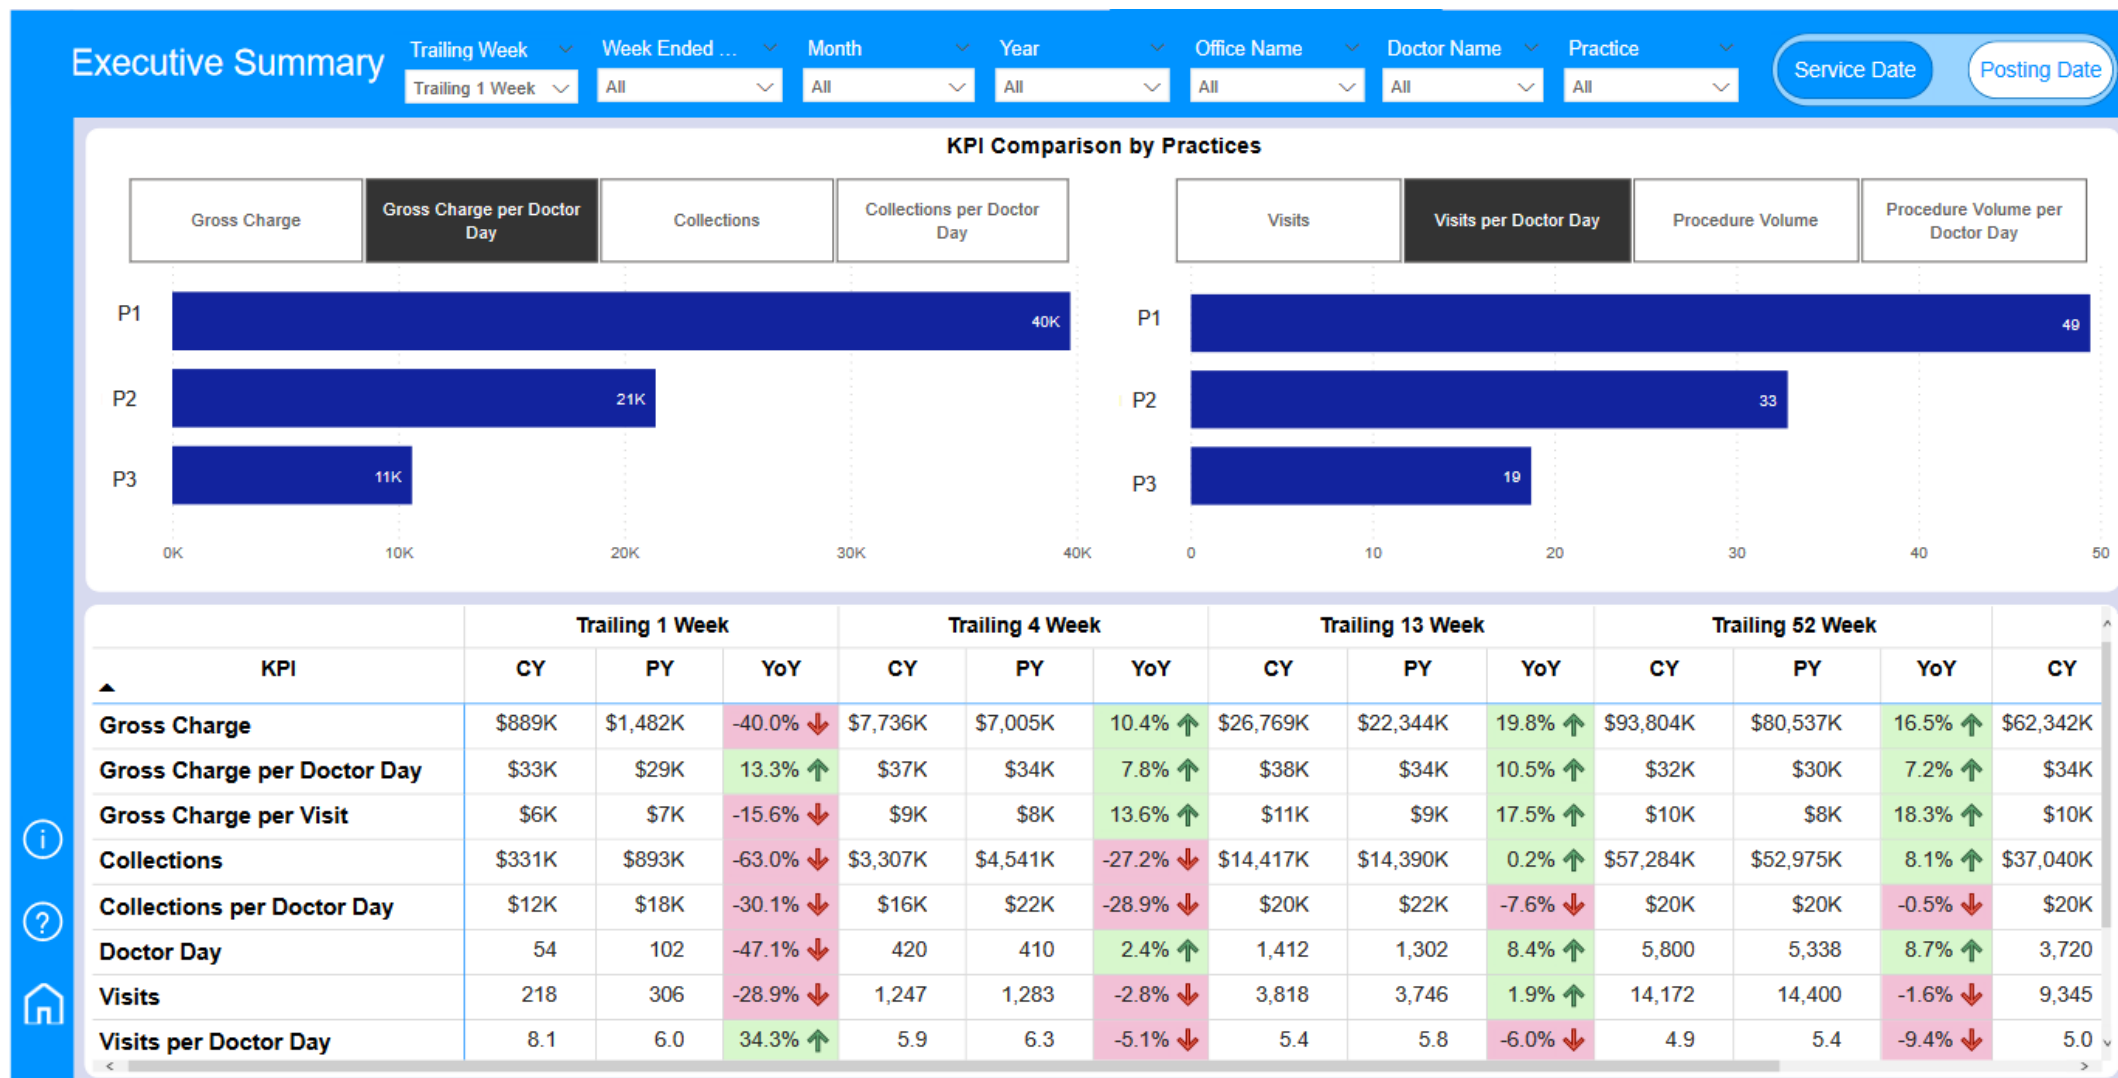 Executive Summary
Trailing Week
Trailing 1 Week
Week Ended ...
All
Month
All
Year
All
Office Name
All
Doctor Name
All
Practice
All
Service Date
Posting Date
KPI Comparison by Practices
Gross Charge
Gross Charge per Doctor
Day
Collections
Collections per Doctor
Day
P1
40K
P2
21K
P3
11K
0K 10K 20K 30K 40K
Visits
Visits per Doctor Day
Procedure Volume
Procedure Volume per
Doctor Day
P1
49
P2
33
P3
19
0 10 20 30 40 50
Trailing 1 Week Trailing 4 Week Trailing 13 Week Trailing 52 Week
KPI CY PY YoY CY PY YoY CY PY YoY CY PY YoY CY
Gross Charge $889K $1,482K -40.0% $7,736K $7,005K 10.4% $26,769K $22,344K 19.8% $93,804K $80,537K 16.5% $62,342K
Gross Charge per Doctor Day $33K $29K 13.3% $37K $34K 7.8% $38K $34K 10.5% $32K $30K 7.2% $34K
Gross Charge per Visit $6K $7K -15.6% $9K $8K 13.6% $11K $9K 17.5% $10K $8K 18.3% $10K
Collections $331K $893K -63.0% $3,307K $4,541K -27.2% $14,417K $14,390K 0.2% $57,284K $52,975K 8.1% $37,040K
Collections per Doctor Day $12K $18K -30.1% $16K $22K -28.9% $20K $22K -7.6% $20K $20K -0.5% $20K
Doctor Day 54 102 -47.1% 420 410 2.4% 1,412 1,302 8.4% 5,800 5,338 8.7% 3,720
Visits 218 306 -28.9% 1,247 1,283 -2.8% 3,818 3,746 1.9% 14,172 14,400 -1.6% 9,345
Visits per Doctor Day 8.1 6.0 34.3% 5.9 6.3 -5.1% 5.4 5.8 -6.0% 4.9 5.4 -9.4% 5.0